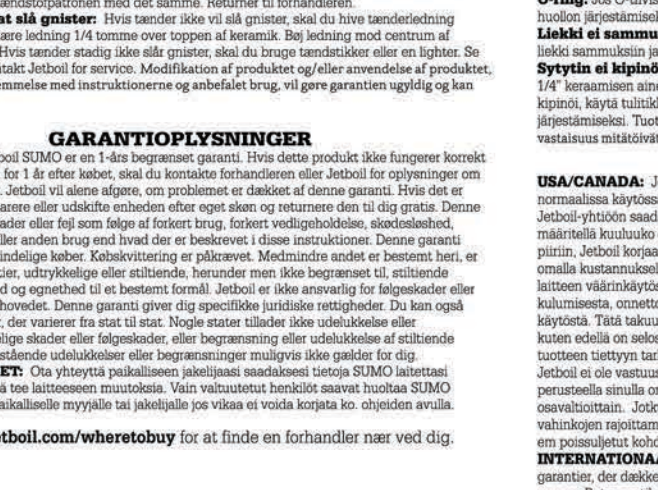 ændstofpatronen med det samme. Returner til forhandleren.
at slå gnister: Hvis tænder ikke vil slå gnister, skal du hive tænderledning
ære ledning 1/4 tomme over toppen af keramik. Bøj ledning mod centrum af
Hvis tænder stadig ikke slår gnister, skal du bruge tændstikker eller en lighter. Se
takt Jetboil for service. Modifikation af produktet og/eller anvendelse af produktet,
emmelse med instruktionerne og anbefalet brug, vil gøre garantien ugyldig og kan
GARANTIOPLYSNINGER
oil SUMO er en 1-års begrænset garanti. Hvis dette produkt ikke fungerer korrekt
for 1 år efter købet, skal du kontakte forhandleren eller Jetboil for oplysninger om
. Jetboil vil alene afgøre, om problemet er dækket af denne garanti. Hvis det er
arere eller udskifte enheden efter eget skøn og returnere den til dig gratis. Denne
ader eller fejl som følge af forkert brug, forkert vedligeholdelse, skødesløshed,
ller anden brug end hvad der er beskrevet i disse instruktioner. Denne garanti
indelige køber. Købskvittering er påkrævet. Medmindre andet er bestemt heri, er
tier, udtrykkelige eller stiltiende, herunder men ikke begrænset til, stiltiende
d og egnethed til et bestemt formål. Jetboil er ikke ansvarlig for følgeskader eller
hovedet. Denne garanti giver dig specifikke juridiske rettigheder. Du kan også
, der varierer fra stat til stat. Nogle stater tillader ikke udelukkelse eller
lige skader eller følgeskader, eller begrænsning eller udelukkelse af stiltiende
stående udelukkelser eller begrænsninger muligvis ikke gælder for dig.
ET: Ota yhteyttä paikalliseen jakelijaasi saadaksesi tietoja SUMO laitettasi
ä tee laitteeseen muutoksia. Vain valtuutetut henkilöt saavat huoltaa SUMO
aikalliselle myyjälle tai jakelijalle jos vikaa ei voida korjata ko. ohjeiden avulla.
etboil.com/wheretobuy for at finde en forhandler nær ved dig.
huollon järjestämisek
Liekki ei sammu
liekki sammuksiin ja
Sytytin ei kipinö
1/4" keraamisen aine
kipinöi, käytä tulitikk
järjestämiseksi. Tuot
vastaisuus mitätöivät
USA/CANADA: J
normaalissa käytössä
Jetboil-yhtiöön saad
määritellä kuuluuko
piiriin, Jetboil korjaa
omalla kustannuksel
laitteen väärinkäytös
kulumisesta, onnetto
käytöstä. Tätä takuu
kuten edellä on selos
tuotteen tiettyyn tark
Jetboil ei ole vastuus
perusteella sinulla on
osavaltioittain. Jotk
vahinkojen rajoittam
em poissuljetut kohd
INTERNATIONAA
garantier, der dække